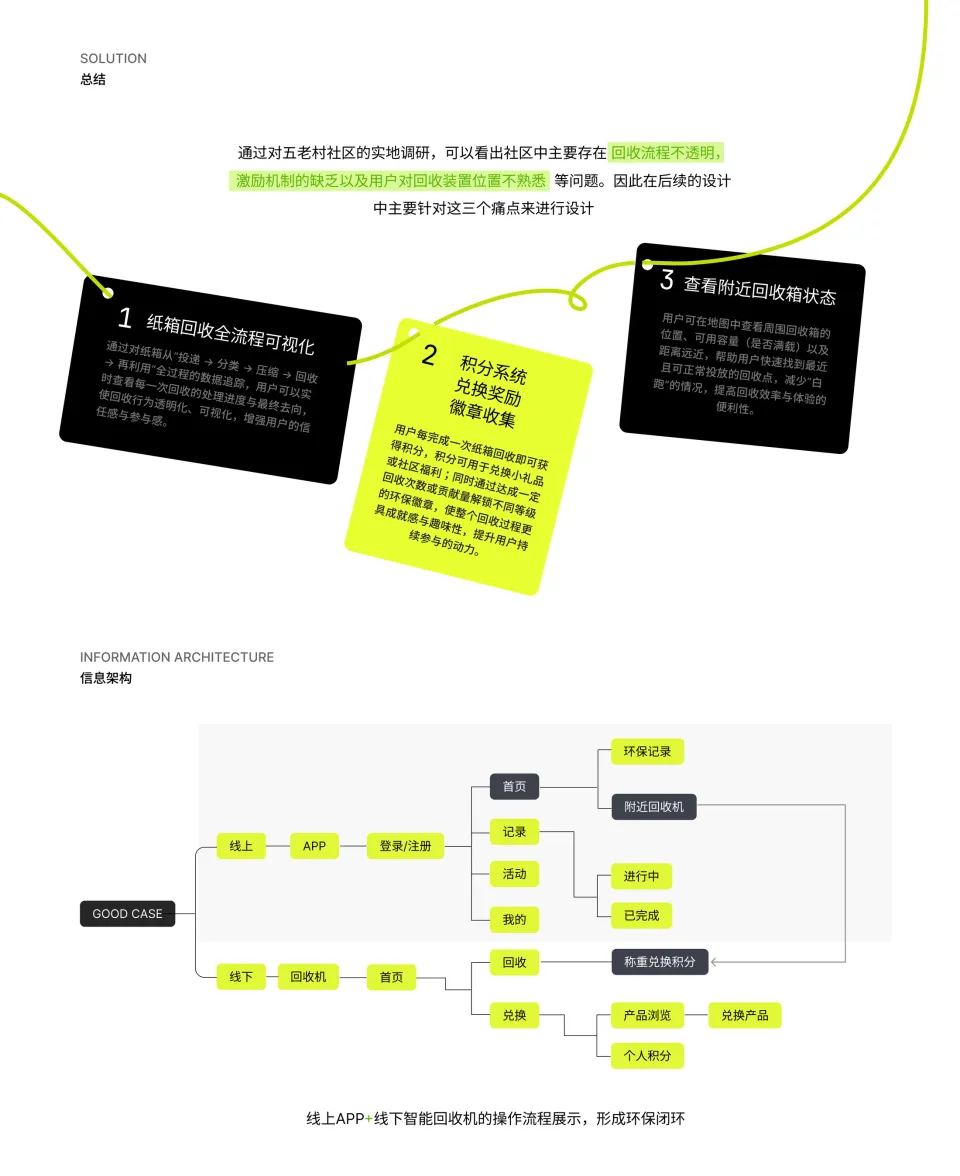 SOLUTION
总结
通过对五老村社区的实地调研，可以看出社区中主要存在 回收流程不透明，
激励机制的缺乏以及用户对回收装置位置不熟悉 等问题。因此在后续的设计
中主要针对这三个痛点来进行设计
1 纸箱回收全流程可视化
通过对纸箱从“投递 → 分类 → 压缩 → 回收
→ 再利用”全过程的数据追踪，用户可以实
时查看每一次回收的处理进度与最终去向，
使回收行为透明化、可视化，增强用户的信
任感与参与感。
2 积分系统
兑换奖励
徽章收集
用户每完成一次纸箱回收即可获
得积分，积分可用于兑换小礼品
或社区福利；同时通过达成一定
回收次数或贡献量解锁不同等级
的环保徽章，使整个回收过程更
具成就感与趣味性，提升用户持
续参与的动力。
3 查看附近回收箱状态
用户可在地图中查看周围回收箱的
位置、可用容量（是否满载）以及
距离远近，帮助用户快速找到最近
且可正常投放的回收点，减少“白
跑”的情况，提高回收效率与体验的
便利性。
INFORMATION ARCHITECTURE
信息架构
GOOD CASE
线上
APP
登录/注册
首页
环保记录
附近回收机
记录
进行中
已完成
活动
我的
线下
回收机
首页
回收
称重兑换积分
兑换
产品浏览
兑换产品
个人积分
线上APP+线下智能回收机的操作流程展示，形成环保闭环